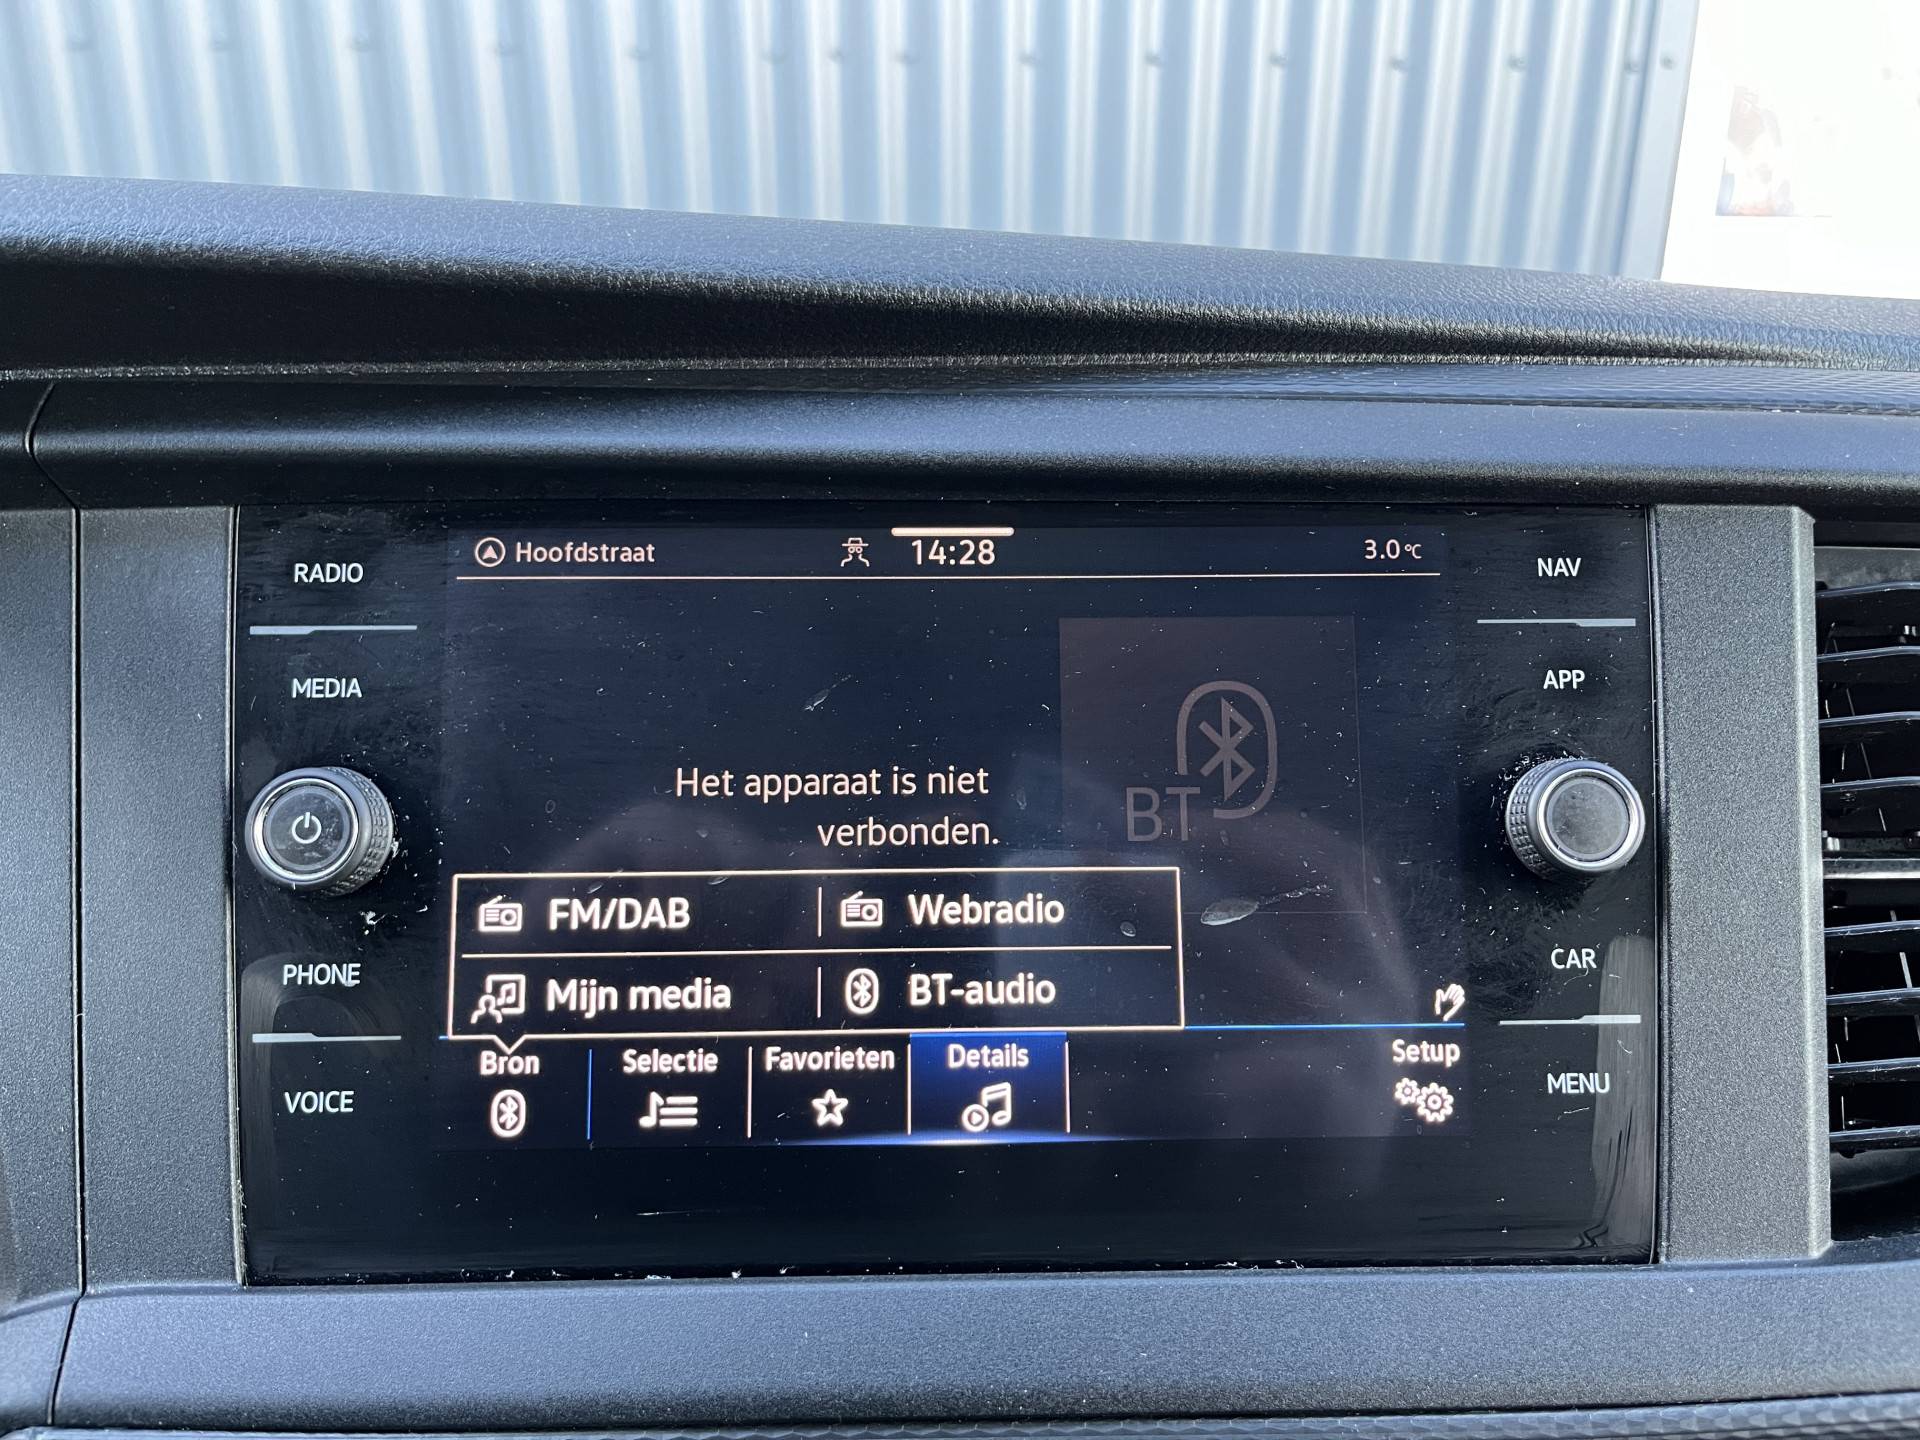 Hoofdstraat 14:28 3.0°C
RADIO
MEDIA
PHONE
VOICE
NAV
APP
CAR
MENU
Het apparaat is niet
verbonden.
BT
FM/DAB Webradio
Mijn media BT-audio
Bron Selectie Favorieten Details Setup